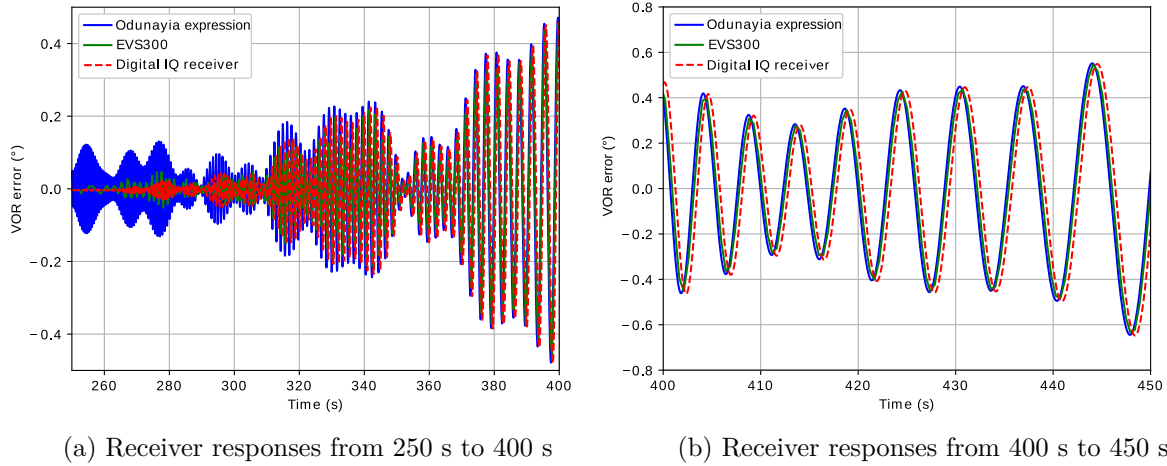 Odunayia expression
EVS300
Digital IQ receiver
VOR error (°)
0.4
0.2
0.0
−0.2
−0.4
260 280 300 320 340 360 380 400
Time (s)
(a) Receiver responses from 250 s to 400 s
Odunayia expression
EVS300
Digital IQ receiver
VOR error (°)
0.8
0.6
0.4
0.2
0.0
−0.2
−0.4
−0.6
−0.8
400 410 420 430 440 450
Time (s)
(b) Receiver responses from 400 s to 450 s